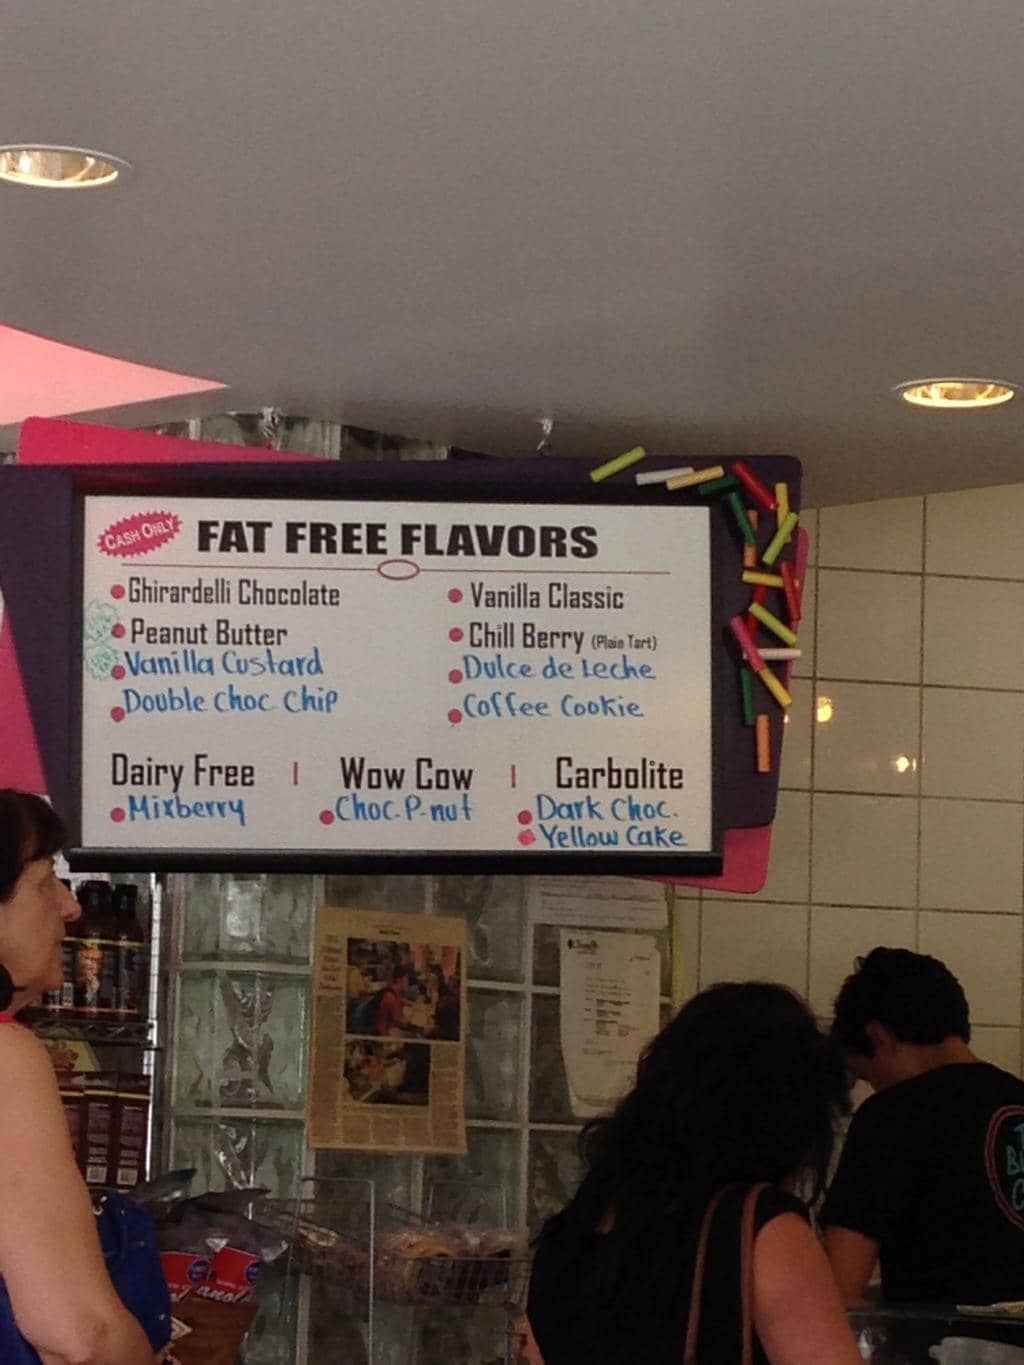 CASH ONLY
FAT FREE FLAVORS
Ghirardelli Chocolate
Peanut Butter
Vanilla Custard
Double Choc Chip
Vanilla Classic
Chill Berry (Plain Tart)
Dulce de Leche
Coffee Cookie
Dairy Free | Wow Cow | Carbolite
Mixberry
Choc. P-nut
Dark Choc.
Yellow Cake